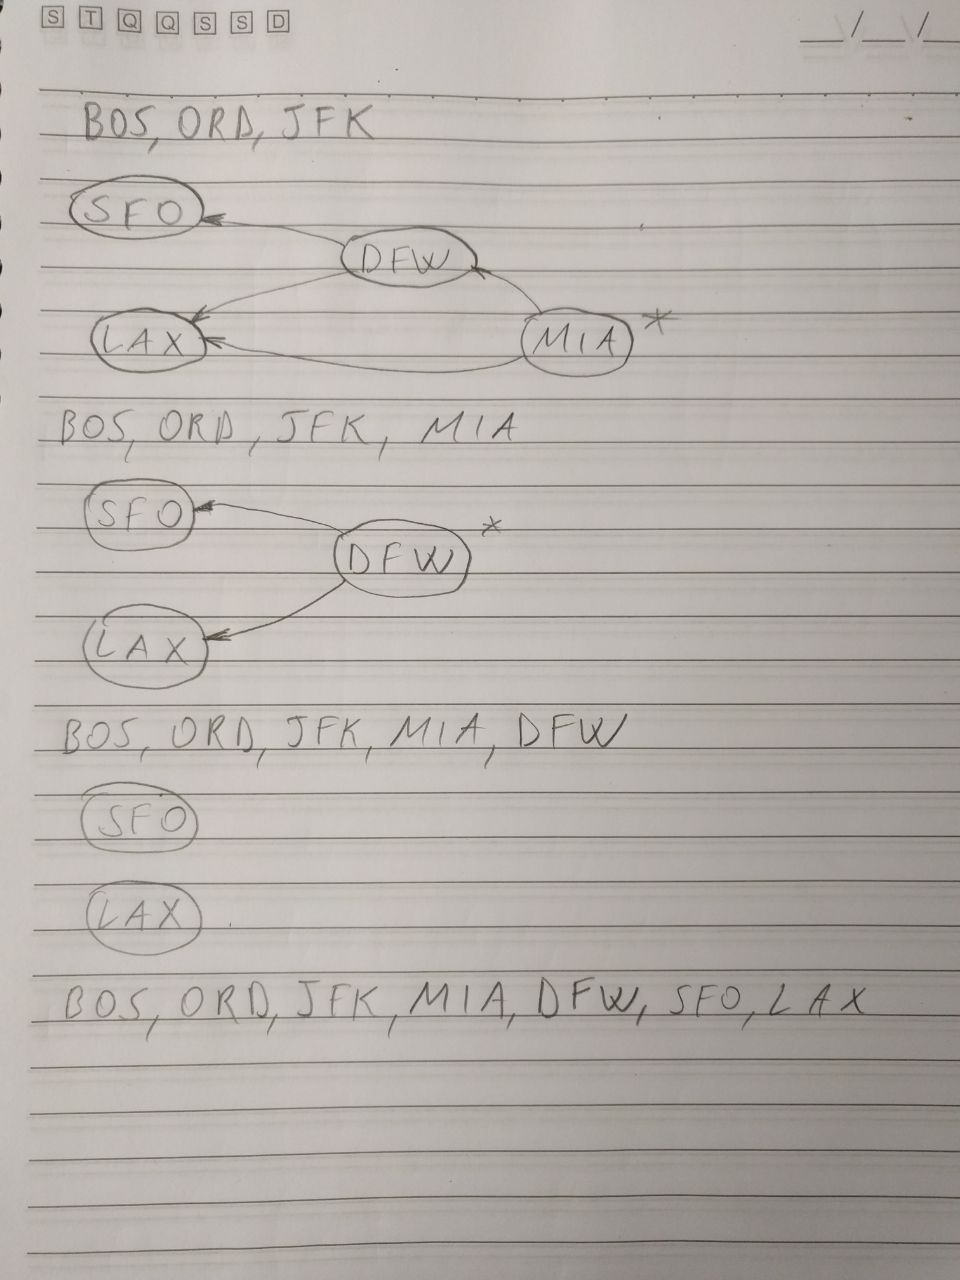 S T Q Q S S D
__/__/__
BOS, ORD, JFK
SFO
DFW
LAX
MIA *
BOS, ORD, JFK, MIA
SFO
DFW *
LAX
BOS, ORD, JFK, MIA, DFW
SFO
LAX
BOS, ORD, JFK, MIA, DFW, SFO, LAX